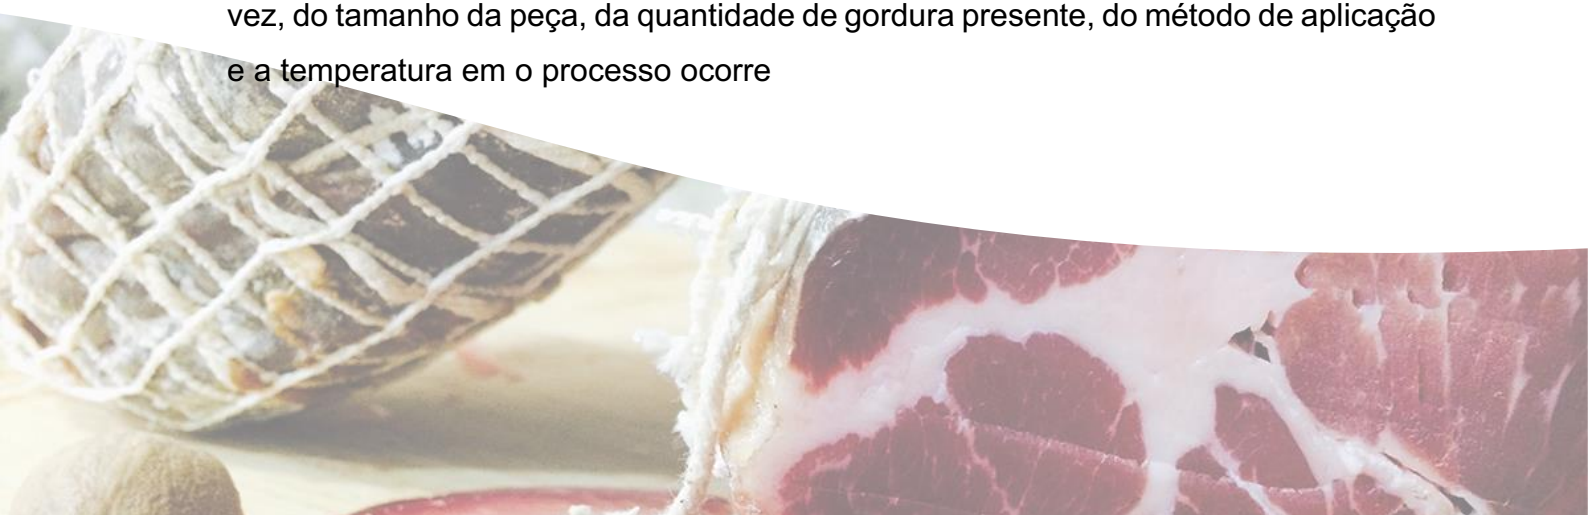 vez, do tamanho da peça, da quantidade de gordura presente, do método de aplicação
e a temperatura em o processo ocorre